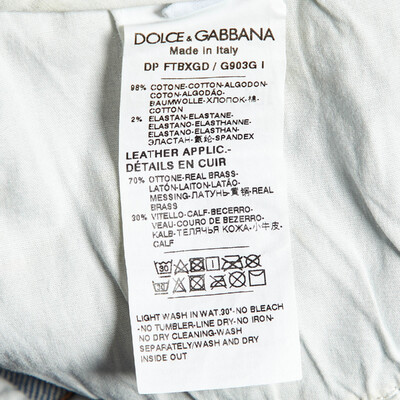 DOLCE & GABBANA
Made in Italy
DP FTBXGD / G903G I
98% COTONE-COTTON-ALGODON-
COTON-ALGODÃO-
BAUMWOLLE-ХЛОПОК-棉-
COTTON
2% ELASTAN-ELASTANE-
ELASTANO-ELASTHANNE-
ELASTANO-ELASTHAN-
ЭЛАСТАН-氨纶-SPANDEX
LEATHER APPLIC.-
DÉTAILS EN CUIR
70% OTTONE-REAL BRASS-
LATÓN-LAITON-LATÃO-
MESSING-ЛАТУНЬ-黄铜-REAL
BRASS
30% VITELLO-CALF-BECERRO-
VEAU-COURO DE BEZERRO-
KALB-ТЕЛЯЧЬЯ КОЖА-小牛皮-
CALF
30
LIGHT WASH IN WAT.30°-NO BLEACH
-NO TUMBLER-LINE DRY-NO IRON-
NO DRY CLEANING-WASH
SEPARATELY/WASH AND DRY
INSIDE OUT